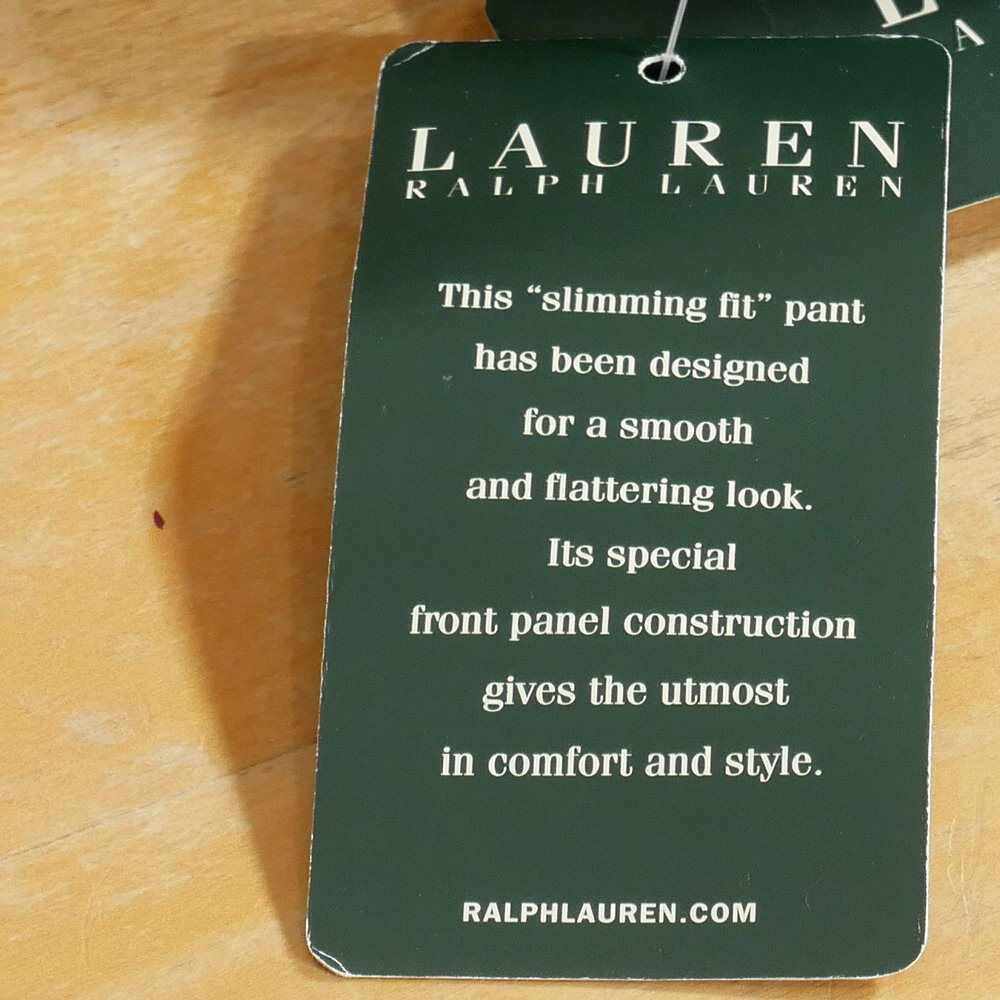 LAUREN
RALPH LAUREN
This “slimming fit” pant
has been designed
for a smooth
and flattering look.
Its special
front panel construction
gives the utmost
in comfort and style.
RALPHLAUREN.COM
L
A